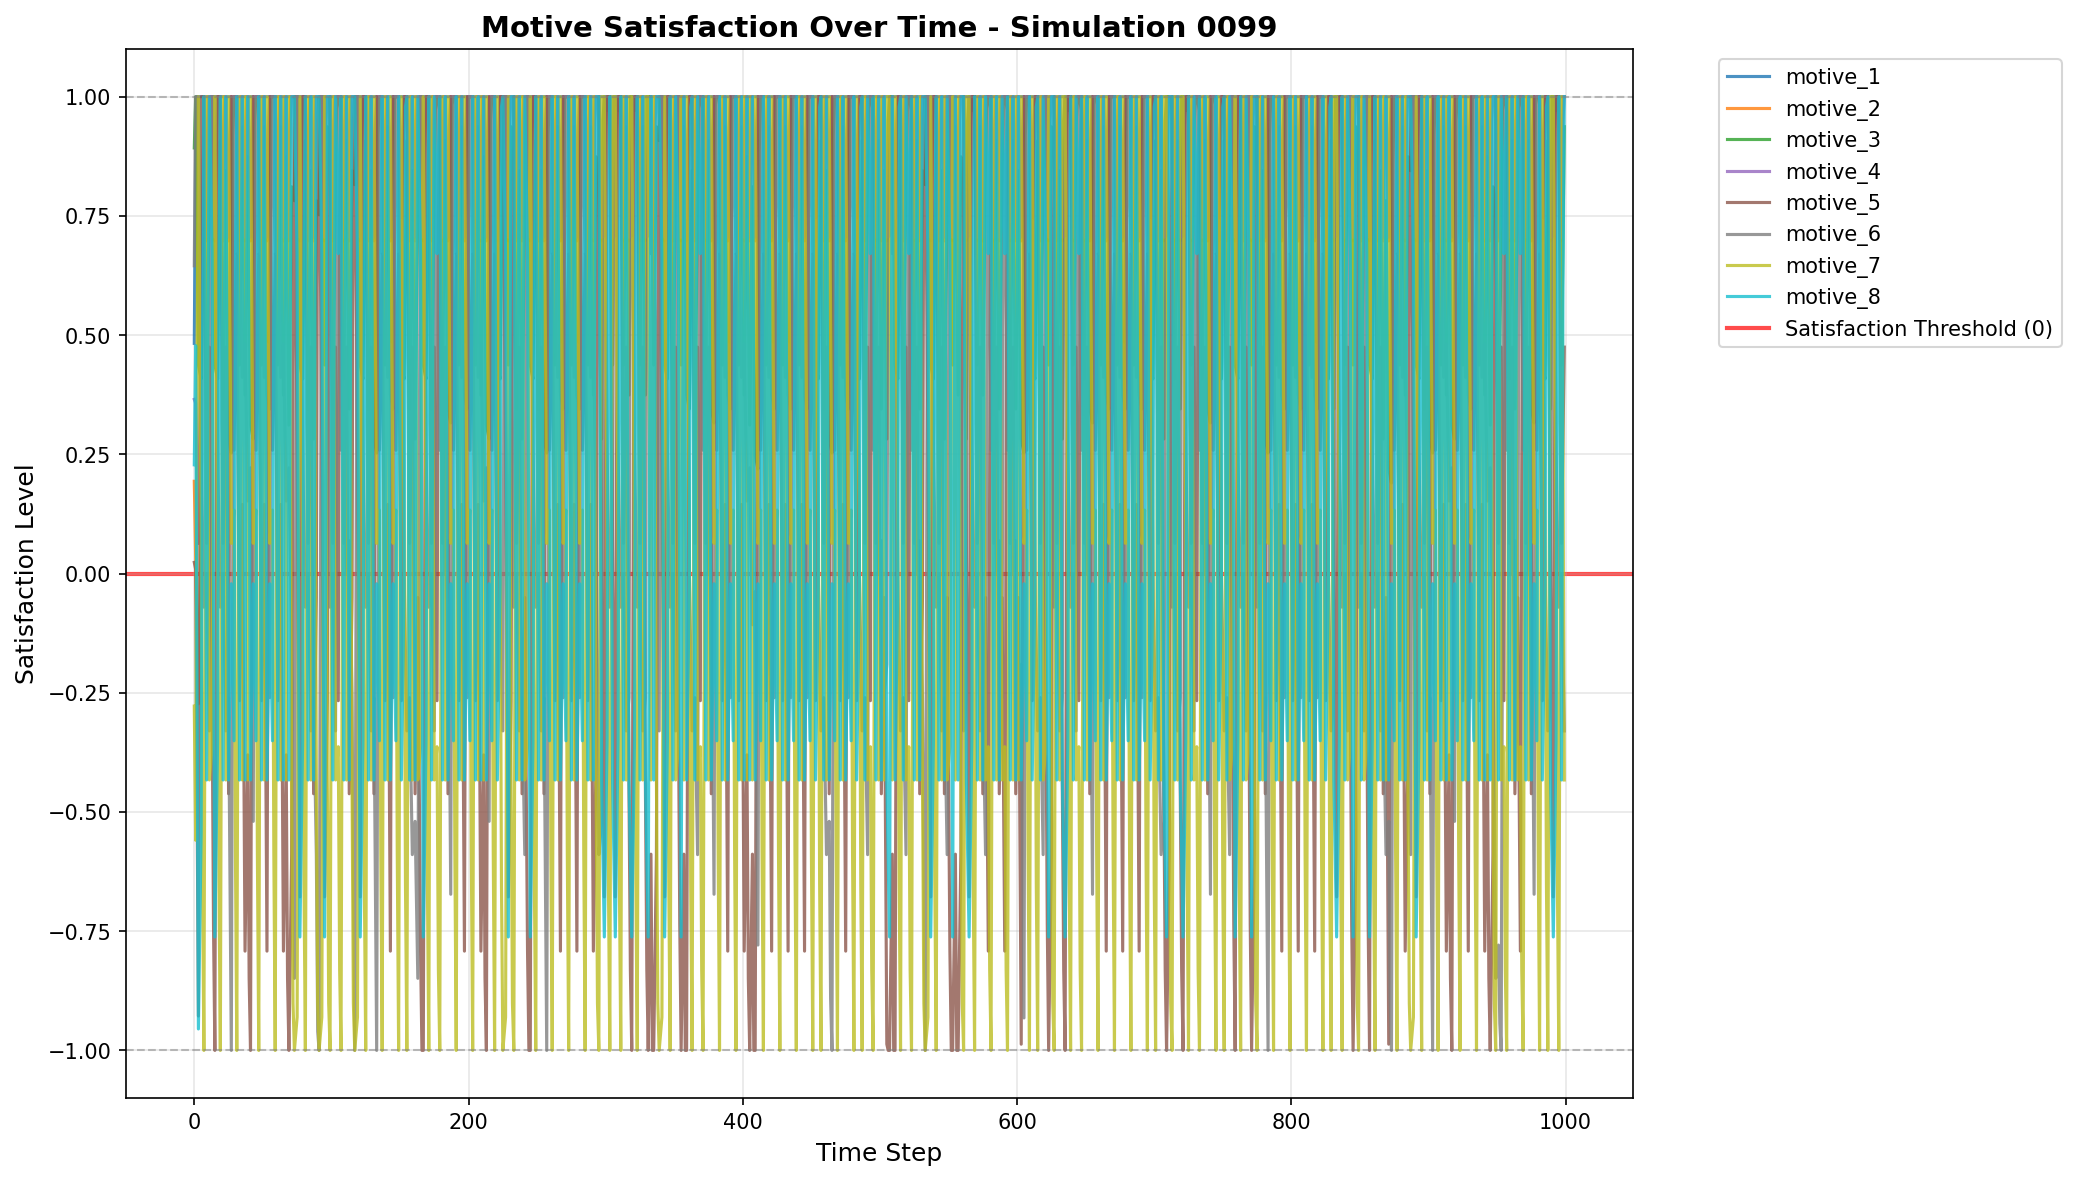 Motive Satisfaction Over Time - Simulation 0099
1.00
0.75
0.50
0.25
0.00
−0.25
−0.50
−0.75
−1.00
Satisfaction Level
0
200
400
600
800
1000
Time Step
motive_1
motive_2
motive_3
motive_4
motive_5
motive_6
motive_7
motive_8
Satisfaction Threshold (0)